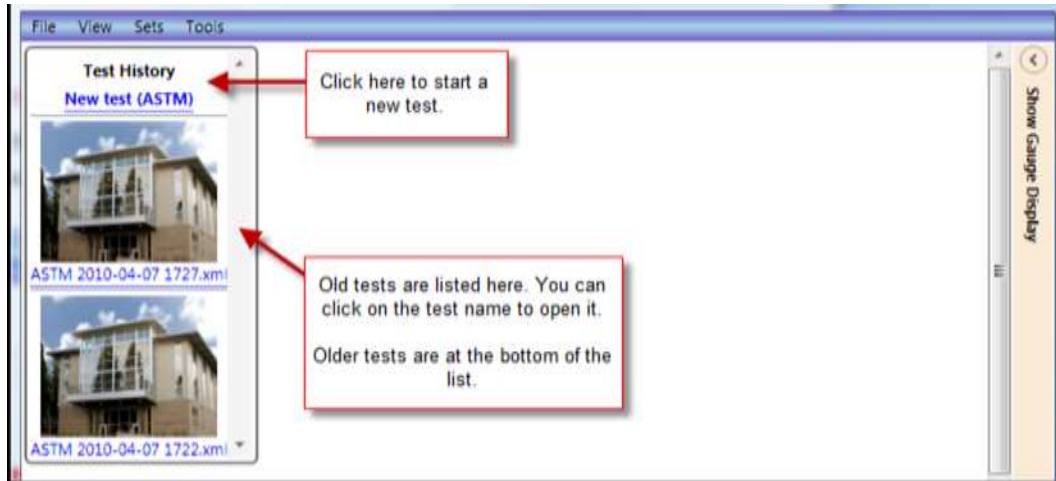 File View Sets Tools
Test History
New test (ASTM)
Click here to start a
new test.
ASTM 2010-04-07 1727.xml
Old tests are listed here. You can
click on the test name to open it.
Older tests are at the bottom of the
list.
ASTM 2010-04-07 1722.xml
Show Gauge Display